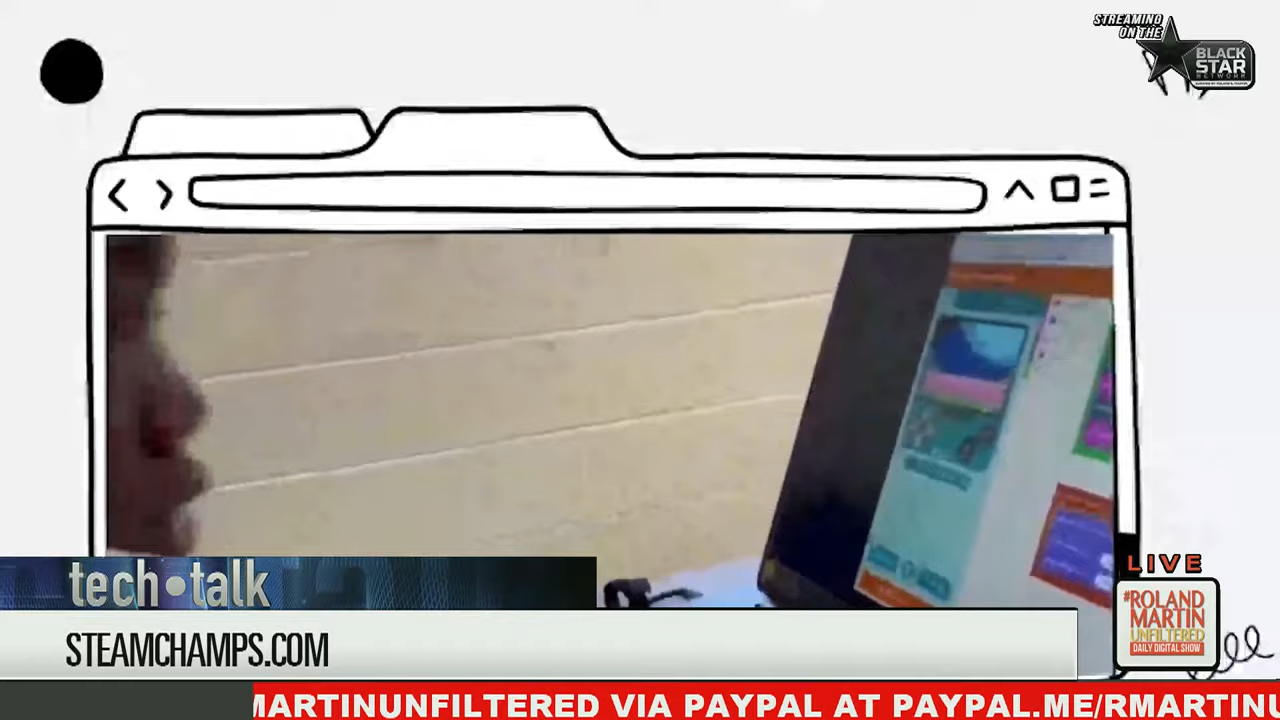 STREAMING
ON THE
BLACK
STAR
NETWORK
tech•talk
STEAMCHAMPS.COM
LIVE
#ROLAND
MARTIN
UNFILTERED
DAILY DIGITAL SHOW
MARTINUNFILTERED VIA PAYPAL AT PAYPAL.ME/RMARTINU